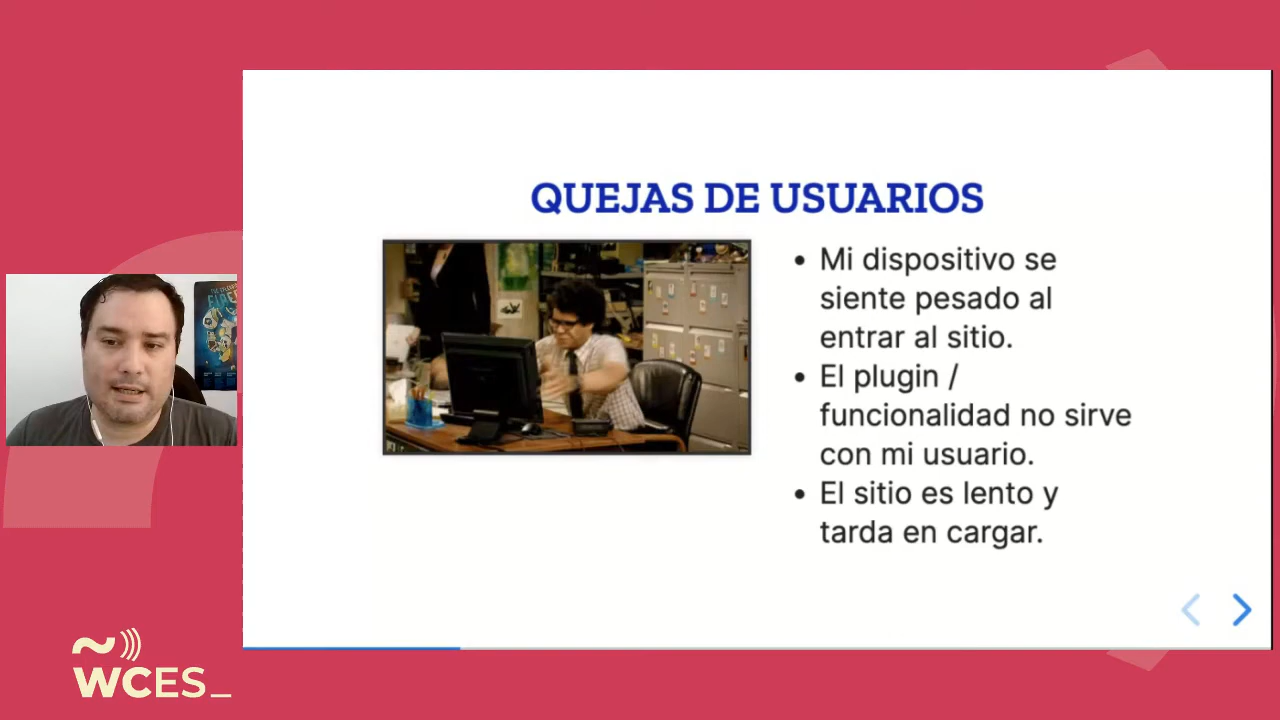 QUEJAS DE USUARIOS
• Mi dispositivo se
siente pesado al
entrar al sitio.
• El plugin /
funcionalidad no sirve
con mi usuario.
• El sitio es lento y
tarda en cargar.
WCES_